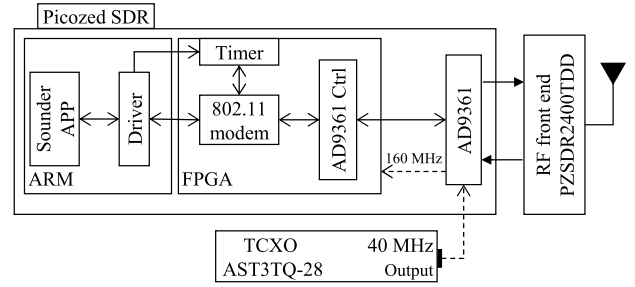 Picozed SDR
Timer
Sounder
APP
Driver
802.11
modem
AD9361 Ctrl
AD9361
RF front end
PZSDR2400TDD
160 MHz
ARM
FPGA
TCXO
40 MHz
AST3TQ-28
Output